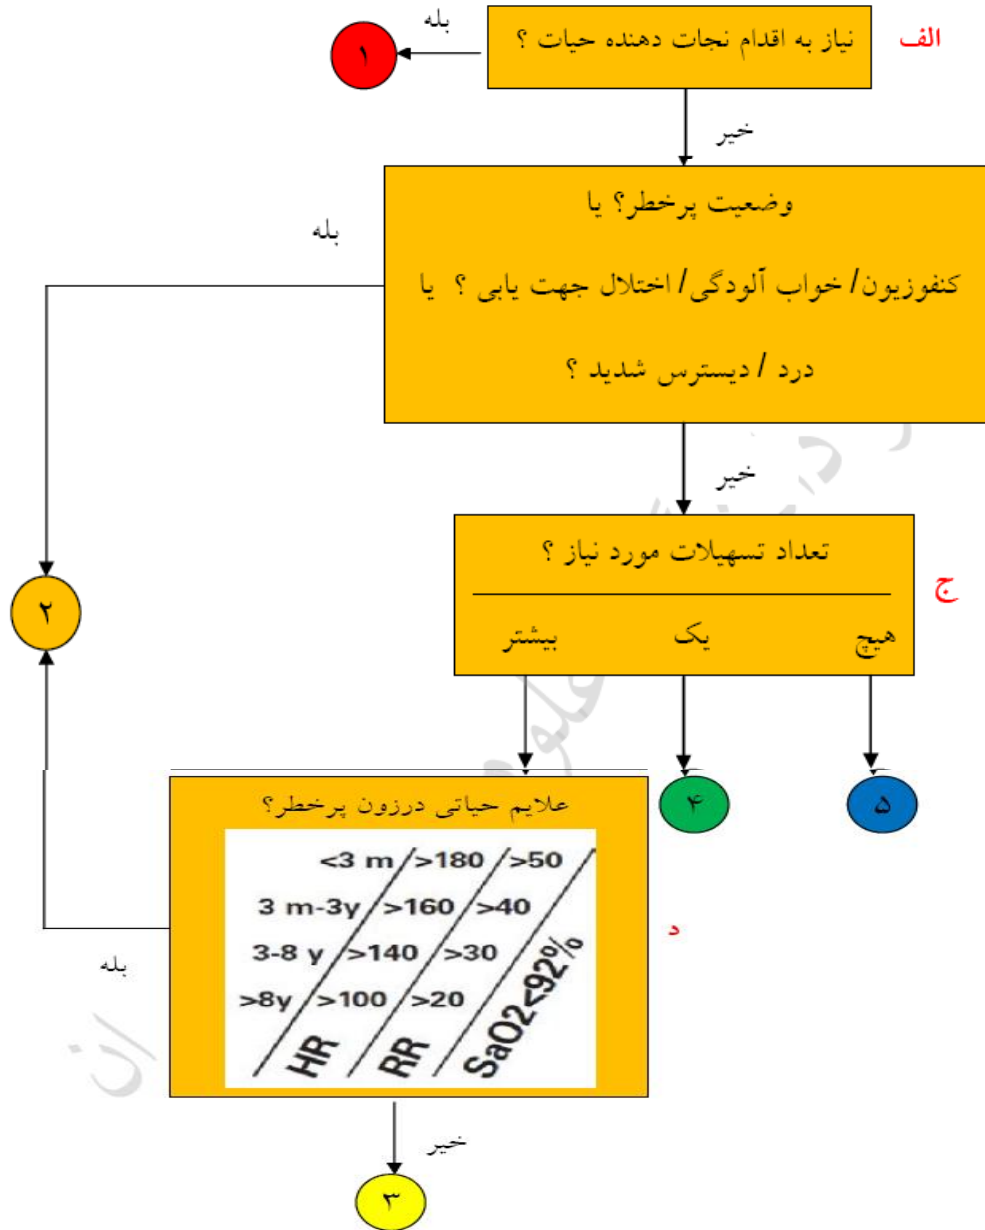 الف
نیاز به اقدام نجات دهنده حیات ؟
بله
۱
خیر
وضعیت پرخطر؟ یا
کنفوزیون/ خواب آلودگی/ اختلال جهت یابی ؟ یا
درد / دیسترس شدید ؟
بله
خیر
ج
تعداد تسهیلات مورد نیاز ؟
هیچ یک بیشتر
۲
۵
۴
علایم حیاتی درزون پرخطر؟
<3 m >180 >50
3 m-3y >160 >40
3-8 y >140 >30
>8y >100 >20
HR RR SaO2<92%
د
بله
خیر
۳